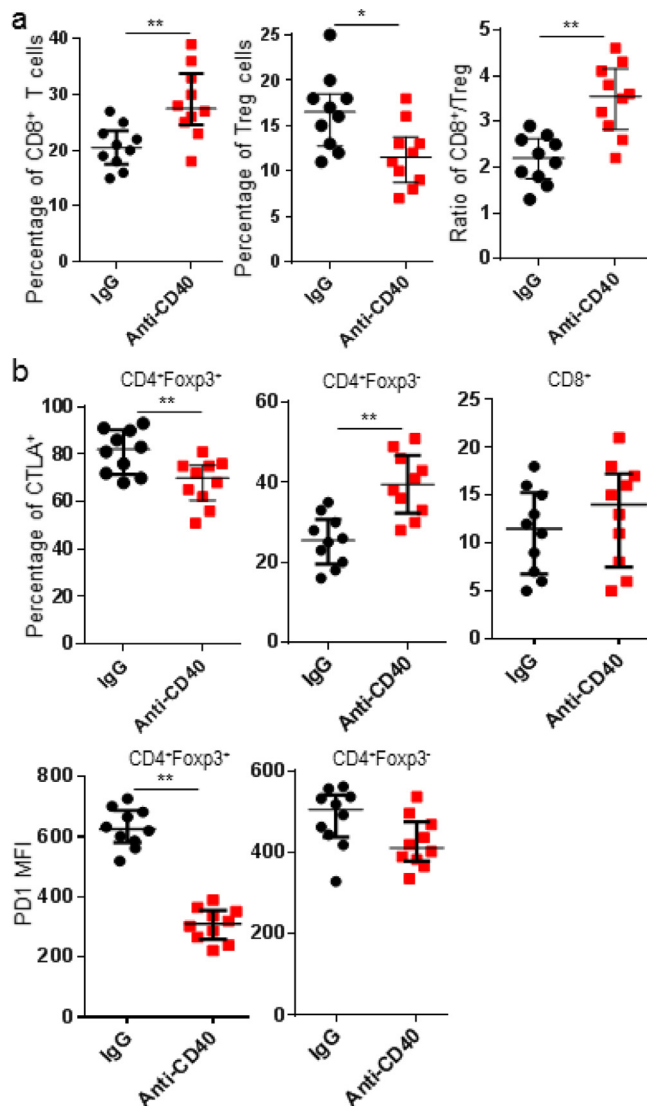 a
Percentage of CD8⁺ T cells
40
30
20
10
0
**
IgG
Anti-CD40
Percentage of Treg cells
25
20
15
10
5
0
*
IgG
Anti-CD40
Ratio of CD8⁺/Treg
5
4
3
2
1
0
**
IgG
Anti-CD40
b
CD4⁺Foxp3⁺
Percentage of CTLA⁺
100
80
60
40
20
0
**
IgG
Anti-CD40
CD4⁺Foxp3⁻
60
40
20
0
**
IgG
Anti-CD40
CD8⁺
25
20
15
10
5
0
IgG
Anti-CD40
CD4⁺Foxp3⁺
PD1 MFI
800
600
400
200
0
**
IgG
Anti-CD40
CD4⁺Foxp3⁻
600
400
200
0
IgG
Anti-CD40